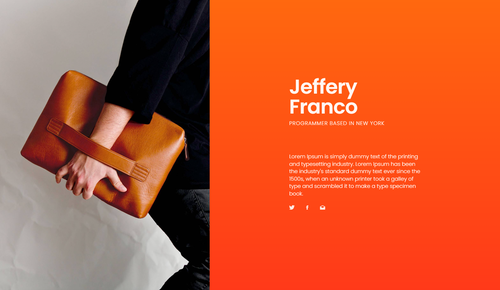 Jeffery
Franco
PROGRAMMER BASED IN NEW YORK
Lorem Ipsum is simply dummy text of the printing
and typesetting industry. Lorem Ipsum has been
the industry's standard dummy text ever since the
1500s, when an unknown printer took a galley of
type and scrambled it to make a type specimen
book.